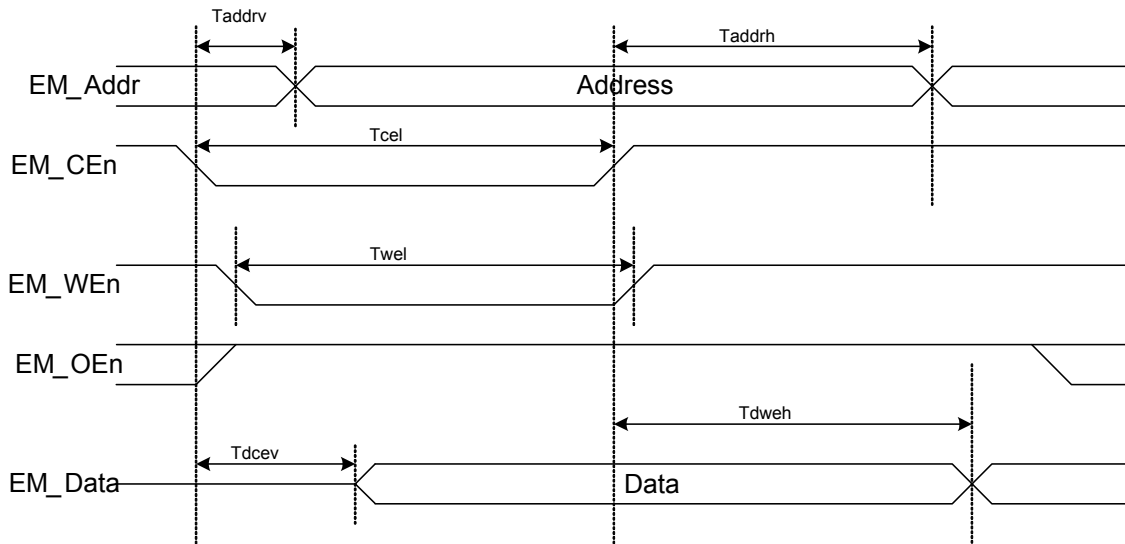 Taddrv
Taddrh
EM_Addr
Address
Tcel
EM_CEn
Twel
EM_WEn
EM_OEn
Tdweh
Tdcev
EM_Data
Data